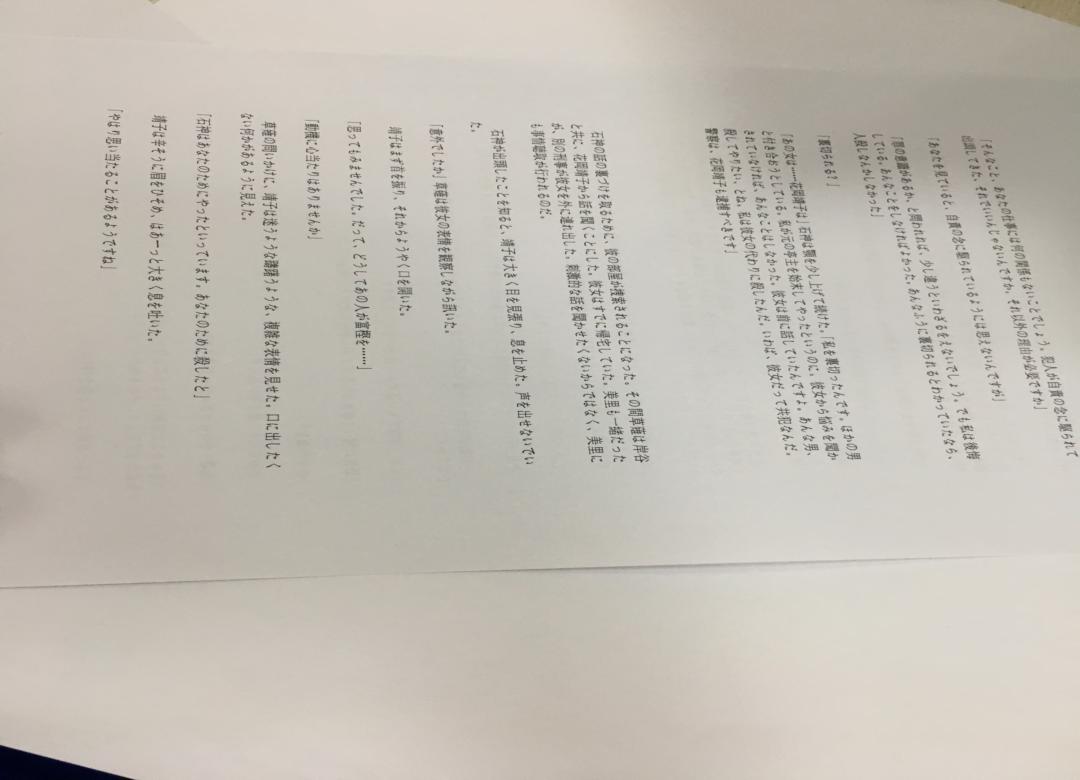 「そんなこと、あなたの仕事には何の関係もないことでしょう。犯人が自責の念に駆られて
出頭してきた、それでいいんじゃないんですか。それ以外の理由が必要ですか」
「あなたを見ていると、自責の念に駆られているようには思えないんですが」
「罪の意識があるか、と問われれば、少し違うといわざるをえないでしょう。でも私は後悔
している。あんなことをしなければよかった。あんなふうに裏切られるとわかっていたなら、
人殺しなんかしなかった」
「裏切られる?」
「あの女は……花岡靖子は」石神は顎を少し上げて続けた。「私を裏切ったんです。ほかの男
と付き合おうとしている。私が元の亭主を始末してやったというのに。彼女から悩みを聞か
されていなければ、あんなことはしなかった。彼女は前に話していたんですよ。あんな男、
殺してやりたい、とね。私は彼女の代わりに殺したんだ。いわば、彼女だって共犯なんだ。
警察は、花岡靖子も逮捕すべきです」
石神の話の裏づけを取るために、彼の部屋が捜索されることになった。その間草薙は岸谷
と共に、花岡靖子から話を聞くことにした。彼女はすでに帰宅していた。美里も一緒だった
が、別の刑事が彼女を外に連れ出した。刺激的な話を聞かせたくないからではなく、美里に
も事情聴取が行われるのだ。
石神が出頭したことを知ると、靖子は大きく目を見張り、息を止めた。声を出せないでい
た。
「意外でしたか」草薙は彼女の表情を観察しながら訊いた。
靖子はまず首を振り、それからようやく口を開いた。
「思ってもみませんでした。だって、どうしてあの人が富樫を……」
「動機に心当たりはありませんか」
草薙の問いかけに、靖子は迷うような躊躇うような、複雑な表情を見せた。口に出したく
ない何かがあるように見えた。
「石神はあなたのためにやったといっています。あなたのために殺したと」
靖子は辛そうに眉をひそめ、はあーっと大きく息を吐いた。
「やはり思い当たることがあるようですね」